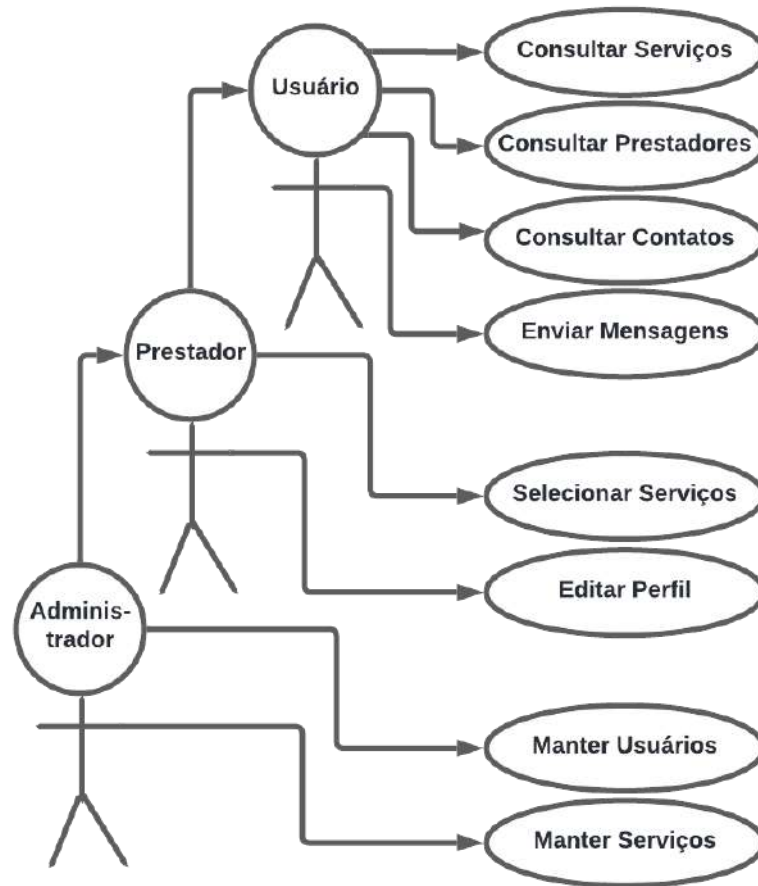 Consultar Serviços
Usuário
Consultar Prestadores
Consultar Contatos
Enviar Mensagens
Prestador
Selecionar Serviços
Editar Perfil
Adminis-
trador
Manter Usuários
Manter Serviços